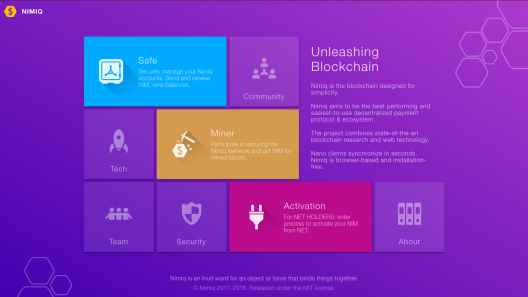 NIMIQ
Safe
Securely manage your Nimiq
accounts. Send and receive
NIM, view balances.
Community
Unleashing
Blockchain
Nimiq is the blockchain designed for
simplicity.
Nimiq aims to be the best performing and
easiest-to-use decentralized payment
protocol & ecosystem.
The project combines state-of-the-art
blockchain research and web technology.
Nano clients synchronize in seconds.
Nimiq is browser-based and installation-
free.
Tech
Miner
Participate in securing the
Nimiq Network and get NIM for
mined blocks.
Team
Security
Activation
For NET HOLDERS: enter
process to activate your NIM
from NET.
About
Nimiq is an Inuit word for an object or force that binds things together.
© Nimiq 2017-2018. Released under the MIT license.